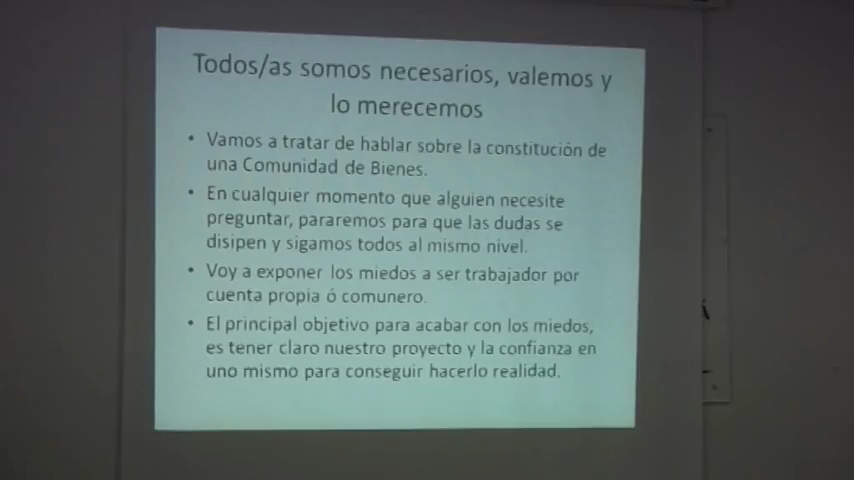 Todos/as somos necesarios, valemos y
lo merecemos
• Vamos a tratar de hablar sobre la constitución de
una Comunidad de Bienes.
• En cualquier momento que alguien necesite
preguntar, pararemos para que las dudas se
disipen y sigamos todos al mismo nivel.
• Voy a exponer los miedos a ser trabajador por
cuenta propia ó comunero.
• El principal objetivo para acabar con los miedos,
es tener claro nuestro proyecto y la confianza en
uno mismo para conseguir hacerlo realidad.